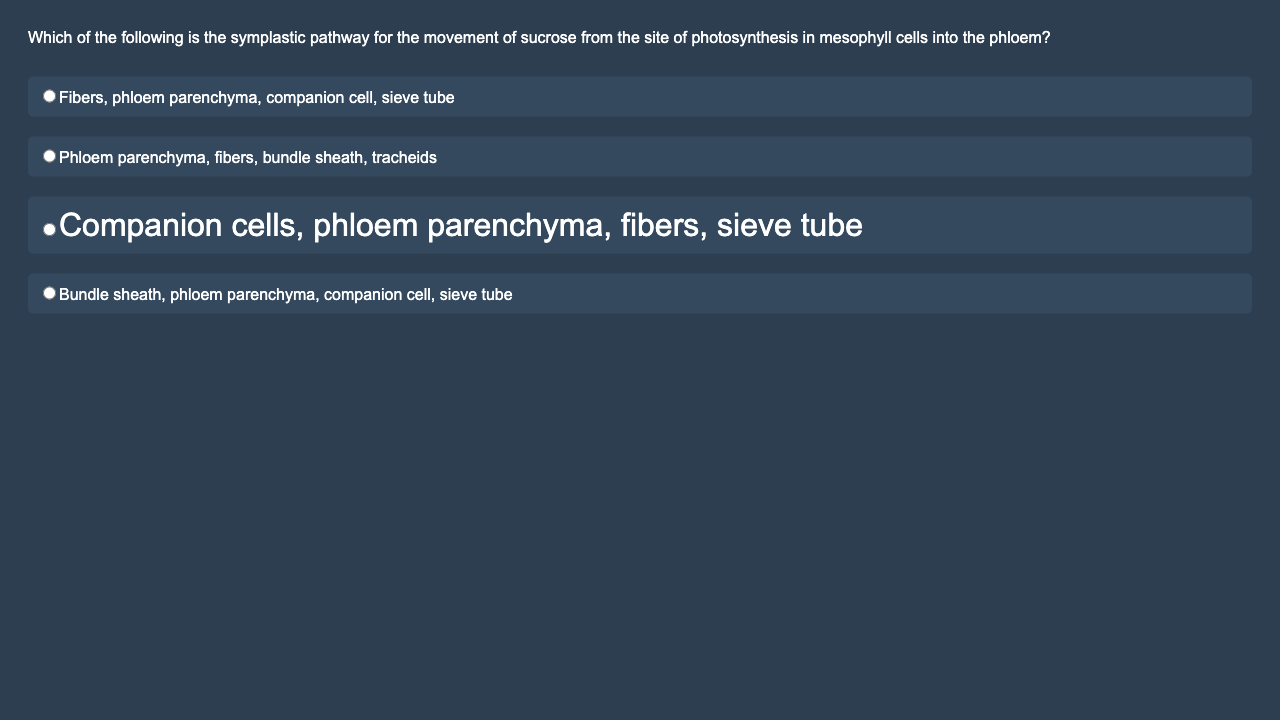 Which of the following is the symplastic pathway for the movement of sucrose from the site of photosynthesis in mesophyll cells into the phloem?
Fibers, phloem parenchyma, companion cell, sieve tube
Phloem parenchyma, fibers, bundle sheath, tracheids
Companion cells, phloem parenchyma, fibers, sieve tube
Bundle sheath, phloem parenchyma, companion cell, sieve tube